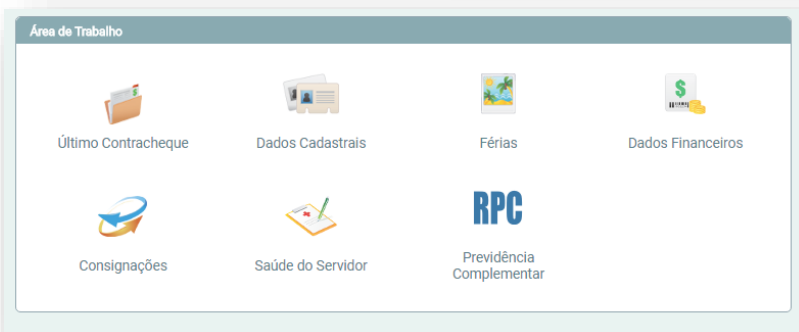 Área de Trabalho
Último Contracheque
Dados Cadastrais
Férias
$
Dados Financeiros
Consignações
Saúde do Servidor
RPC
Previdência
Complementar